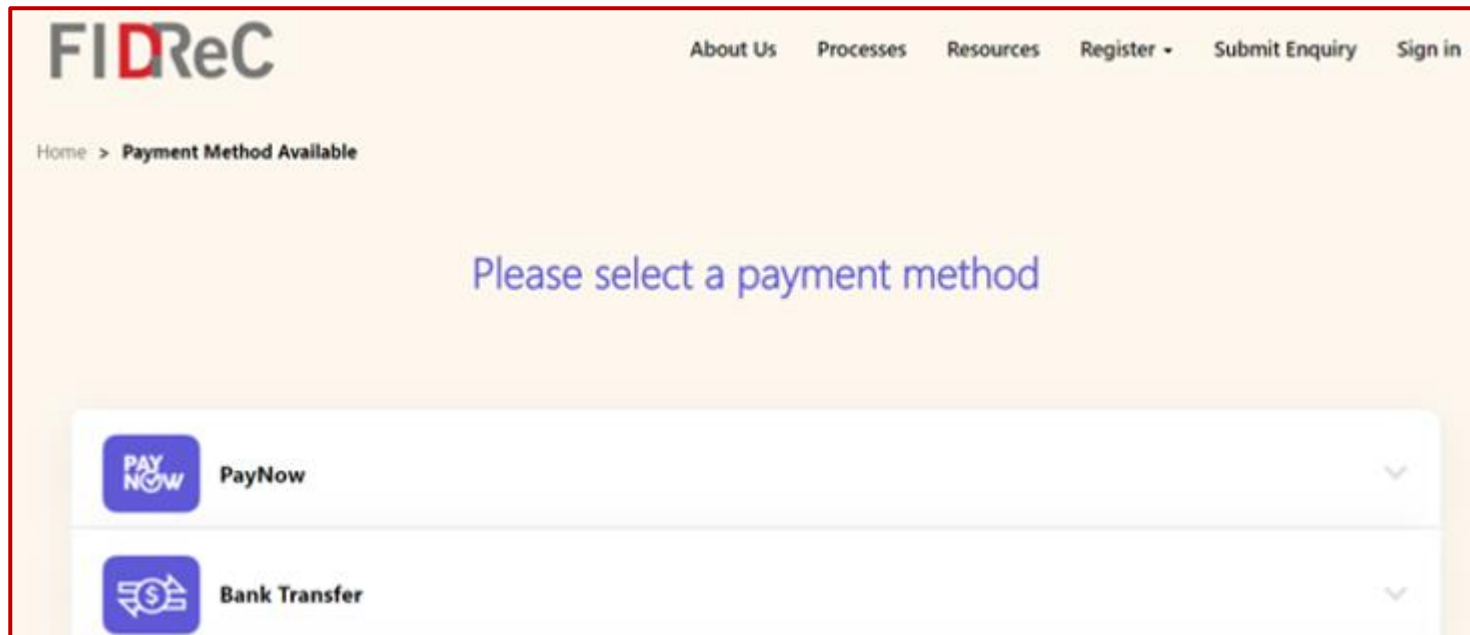 FIDReC
About Us Processes Resources Register Submit Enquiry Sign in
Home > Payment Method Available
Please select a payment method
PAY
NOW
PayNow
$
Bank Transfer